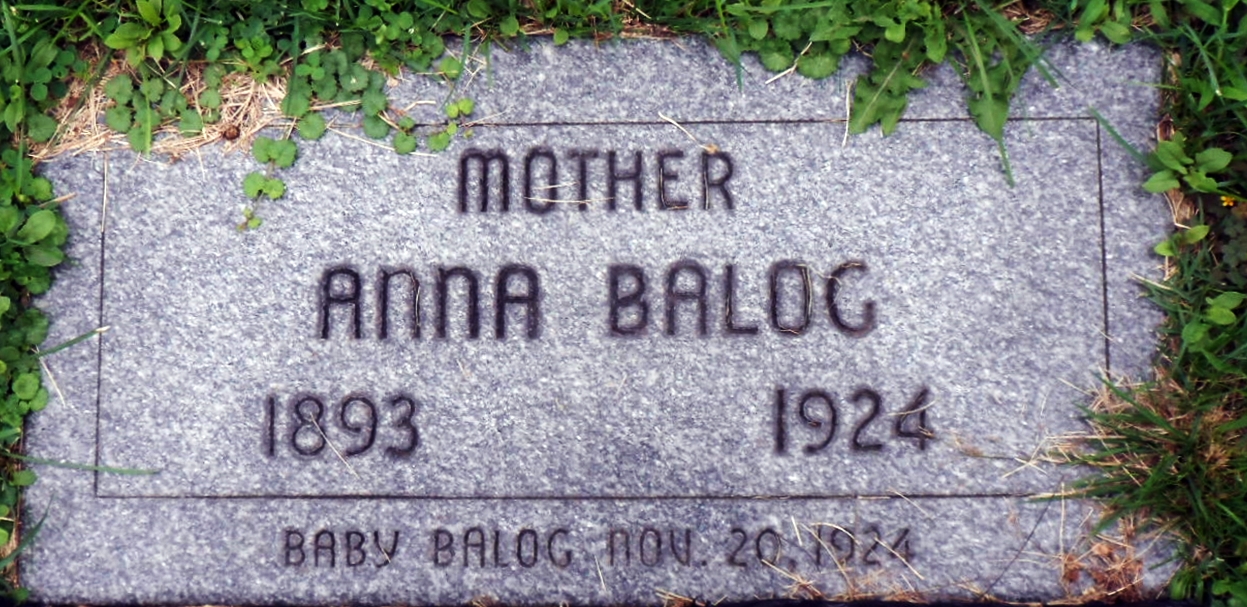 MOTHER
ANNA BALOG
1893 1924
BABY BALOG NOV. 20, 1924